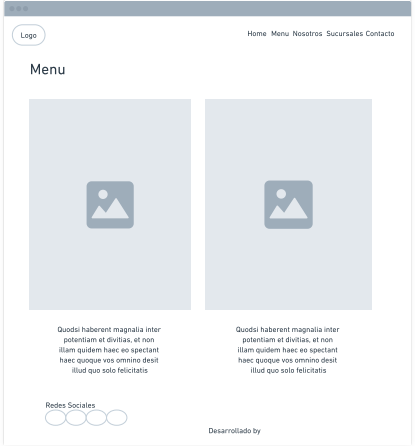 Logo
Home Menu Nosotros Sucursales Contacto
Menu
Quodsi haberent magnalia inter
potentiam et divitias, et non
illam quidem haec eo spectant
haec quoque vos omnino desit
illud quo solo felicitatis
Quodsi haberent magnalia inter
potentiam et divitias, et non
illam quidem haec eo spectant
haec quoque vos omnino desit
illud quo solo felicitatis
Redes Sociales
Desarrollado by